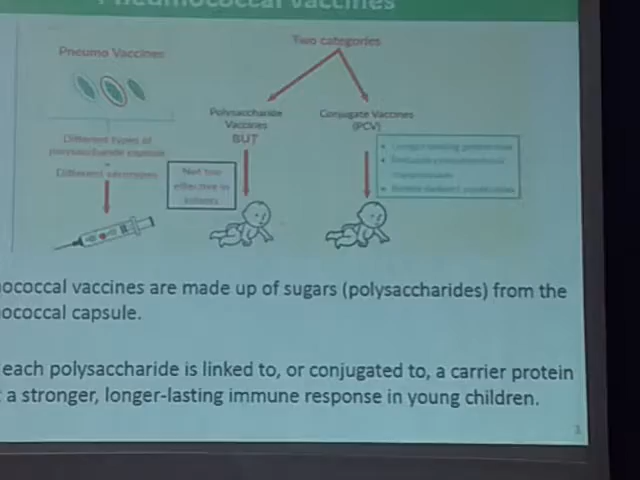 Pneumococcal vaccines
Two categories
Pneumo Vaccines
Polysaccharide
Vaccines
BUT
Conjugate Vaccines
(PCV)
Different types of
polysaccharide capsule
Different serotypes
Not too
effective in
infants
ococcal vaccines are made up of sugars (polysaccharides) from the
ococcal capsule.
each polysaccharide is linked to, or conjugated to, a carrier protein
a stronger, longer-lasting immune response in young children.
3